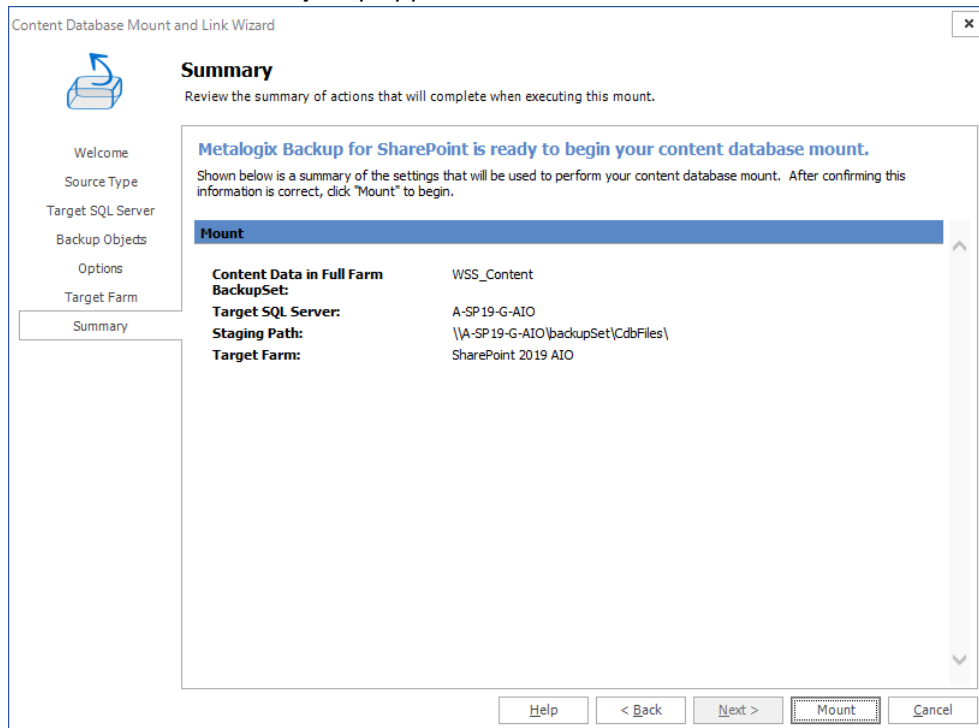 Content Database Mount and Link Wizard
Summary
Review the summary of actions that will complete when executing this mount.
Welcome
Source Type
Target SQL Server
Backup Objects
Options
Target Farm
Summary
Metalogix Backup for SharePoint is ready to begin your content database mount.
Shown below is a summary of the settings that will be used to perform your content database mount. After confirming this
information is correct, click "Mount" to begin.
Mount
Content Data in Full Farm WSS_Content
BackupSet:
Target SQL Server: A-SP19-G-AIO
Staging Path: \\A-SP19-G-AIO\backupSet\CdbFiles\
Target Farm: SharePoint 2019 AIO
Help < Back Next > Mount Cancel